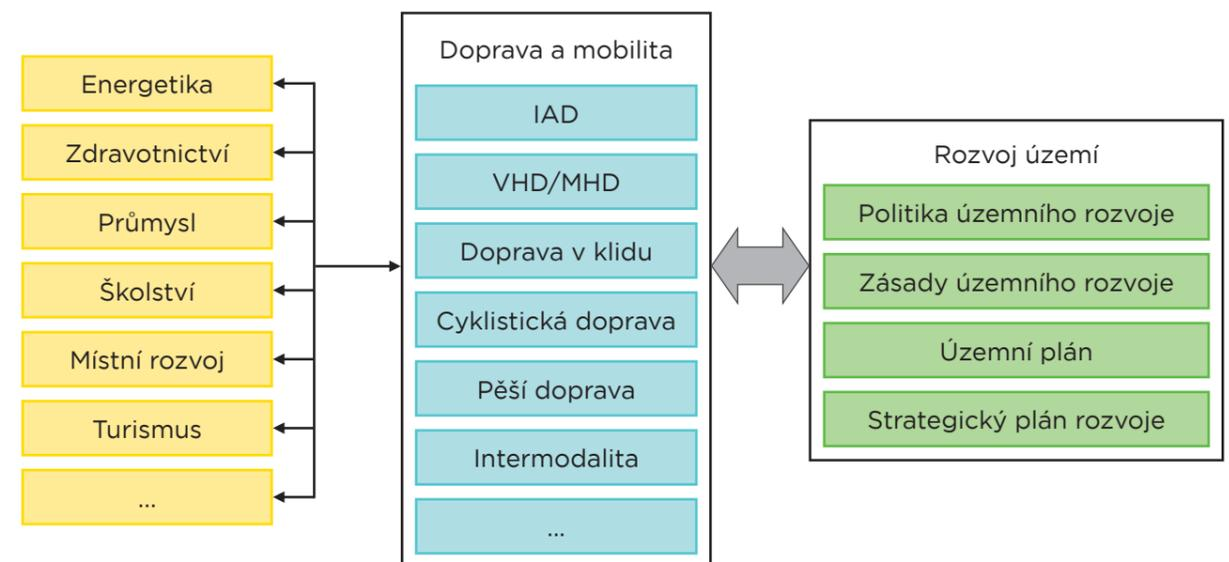 Energetika
Zdravotnictví
Průmysl
Školství
Místní rozvoj
Turismus
...
Doprava a mobilita
IAD
VHD/MHD
Doprava v klidu
Cyklistická doprava
Pěší doprava
Intermodalita
...
Rozvoj území
Politika územního rozvoje
Zásady územního rozvoje
Územní plán
Strategický plán rozvoje